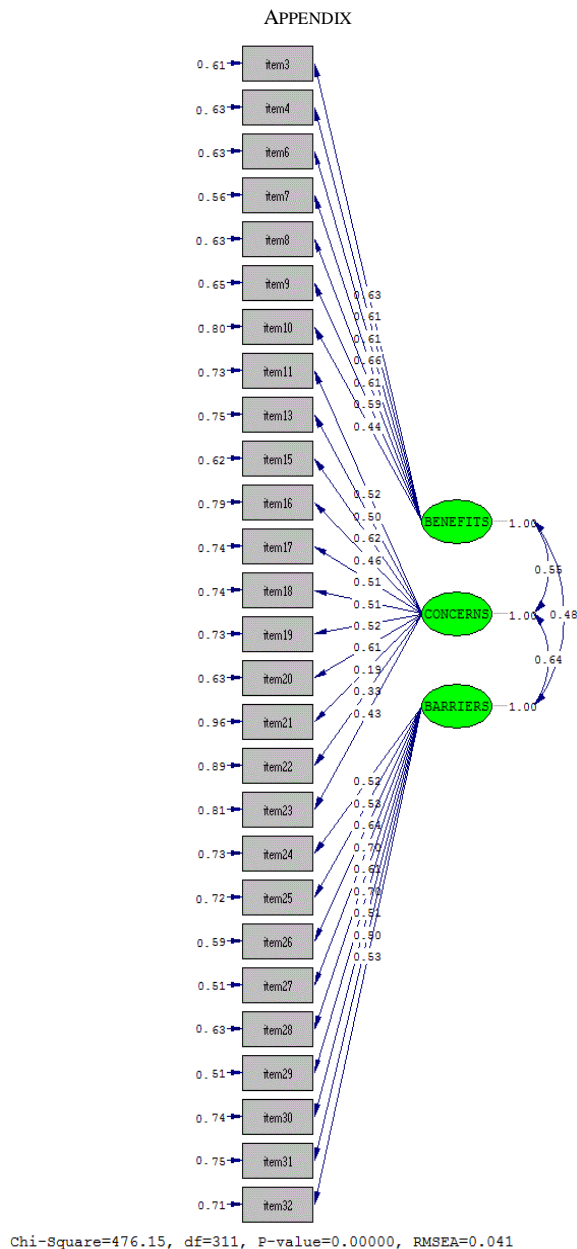 APPENDIX
0.61 item3
0.63 item4
0.63 item6
0.56 item7
0.63 item8
0.65 item9
0.63
0.61
0.80 item10
0.61
0.66
0.73 item11
0.61
0.59
0.75 item13
0.44
0.62 item15
0.52
0.79 item16
0.50
BENEFITS 1.00
0.62
0.74 item17
0.46
0.55
0.51
0.74 item18
0.51
CONCERNS 1.00 0.48
0.73 item19
0.52
0.61
0.64
0.63 item20
0.19
0.33
BARRIERS 1.00
0.96 item21
0.43
0.89 item22
0.52
0.81 item23
0.53
0.64
0.73 item24
0.70
0.61
0.72 item25
0.51
0.50
0.59 item26
0.53
0.51 item27
0.63 item28
0.51 item29
0.74 item30
0.75 item31
0.71 item32
Chi-Square=476.15, df=311, P-value=0.00000, RMSEA=0.041